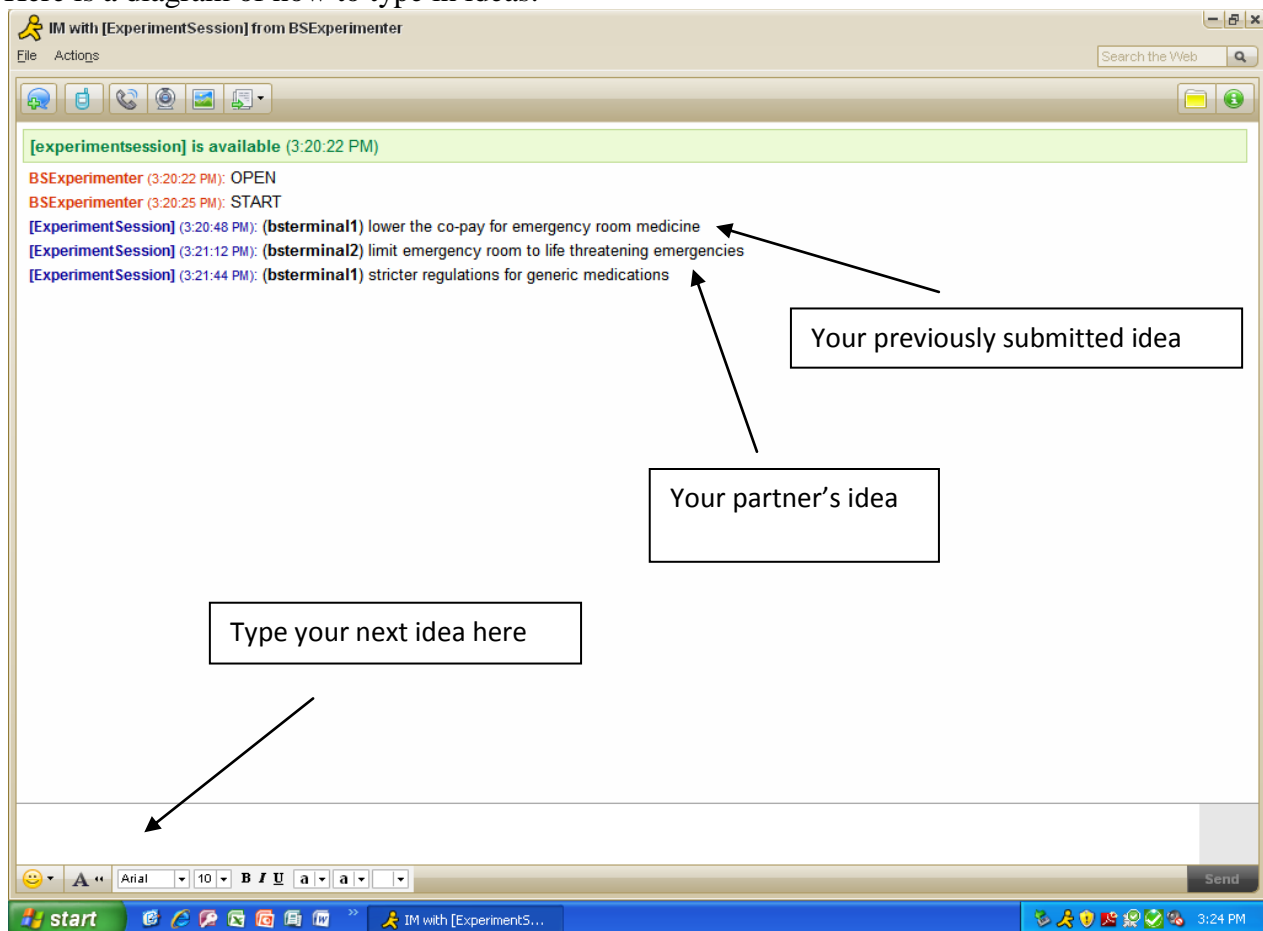 Here is a diagram of how to type in ideas.
IM with [ExperimentSession] from BSExperimenter
File Actions
Search the Web
[experimentsession] is available (3:20:22 PM)
BSExperimenter (3:20:22 PM): OPEN
BSExperimenter (3:20:25 PM): START
[ExperimentSession] (3:20:48 PM): (bsterminal1) lower the co-pay for emergency room medicine
[ExperimentSession] (3:21:12 PM): (bsterminal2) limit emergency room to life threatening emergencies
[ExperimentSession] (3:21:44 PM): (bsterminal1) stricter regulations for generic medications
Your previously submitted idea
Your partner’s idea
Type your next idea here
A Arial 10 B I U a a
Send
start
IM with [ExperimentS...
3:24 PM